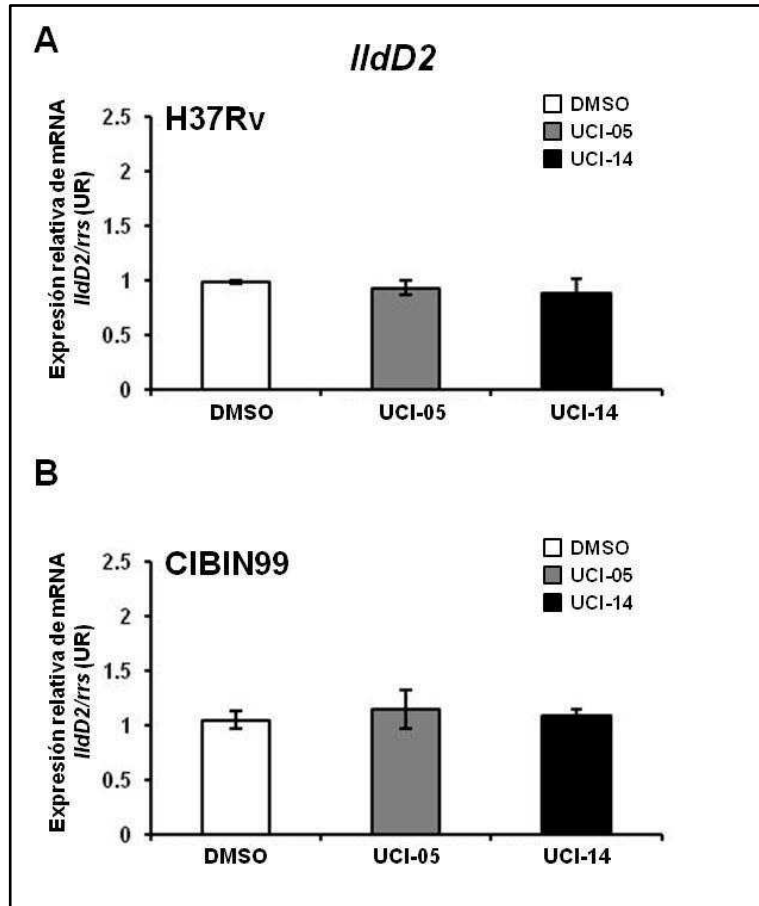 A
lldD2
H37Rv
DMSO
UCI-05
UCI-14
Expresión relativa de mRNA
lldD2/rrs (UR)
2.5
2
1.5
1
0.5
0
DMSO UCI-05 UCI-14
B
CIBIN99
DMSO
UCI-05
UCI-14
Expresión relativa de mRNA
lldD2/rrs (UR)
2.5
2
1.5
1
0.5
0
DMSO UCI-05 UCI-14